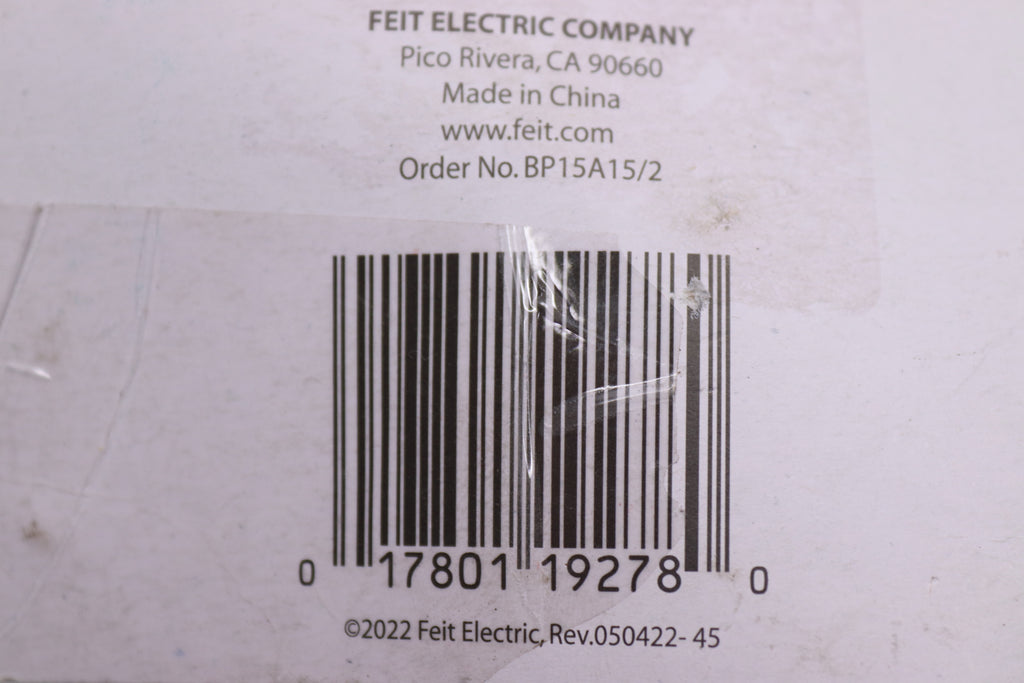 FEIT ELECTRIC COMPANY
Pico Rivera, CA 90660
Made in China
www.feit.com
Order No. BP15A15/2
0 17801 19278 0
©2022 Feit Electric, Rev.050422- 45